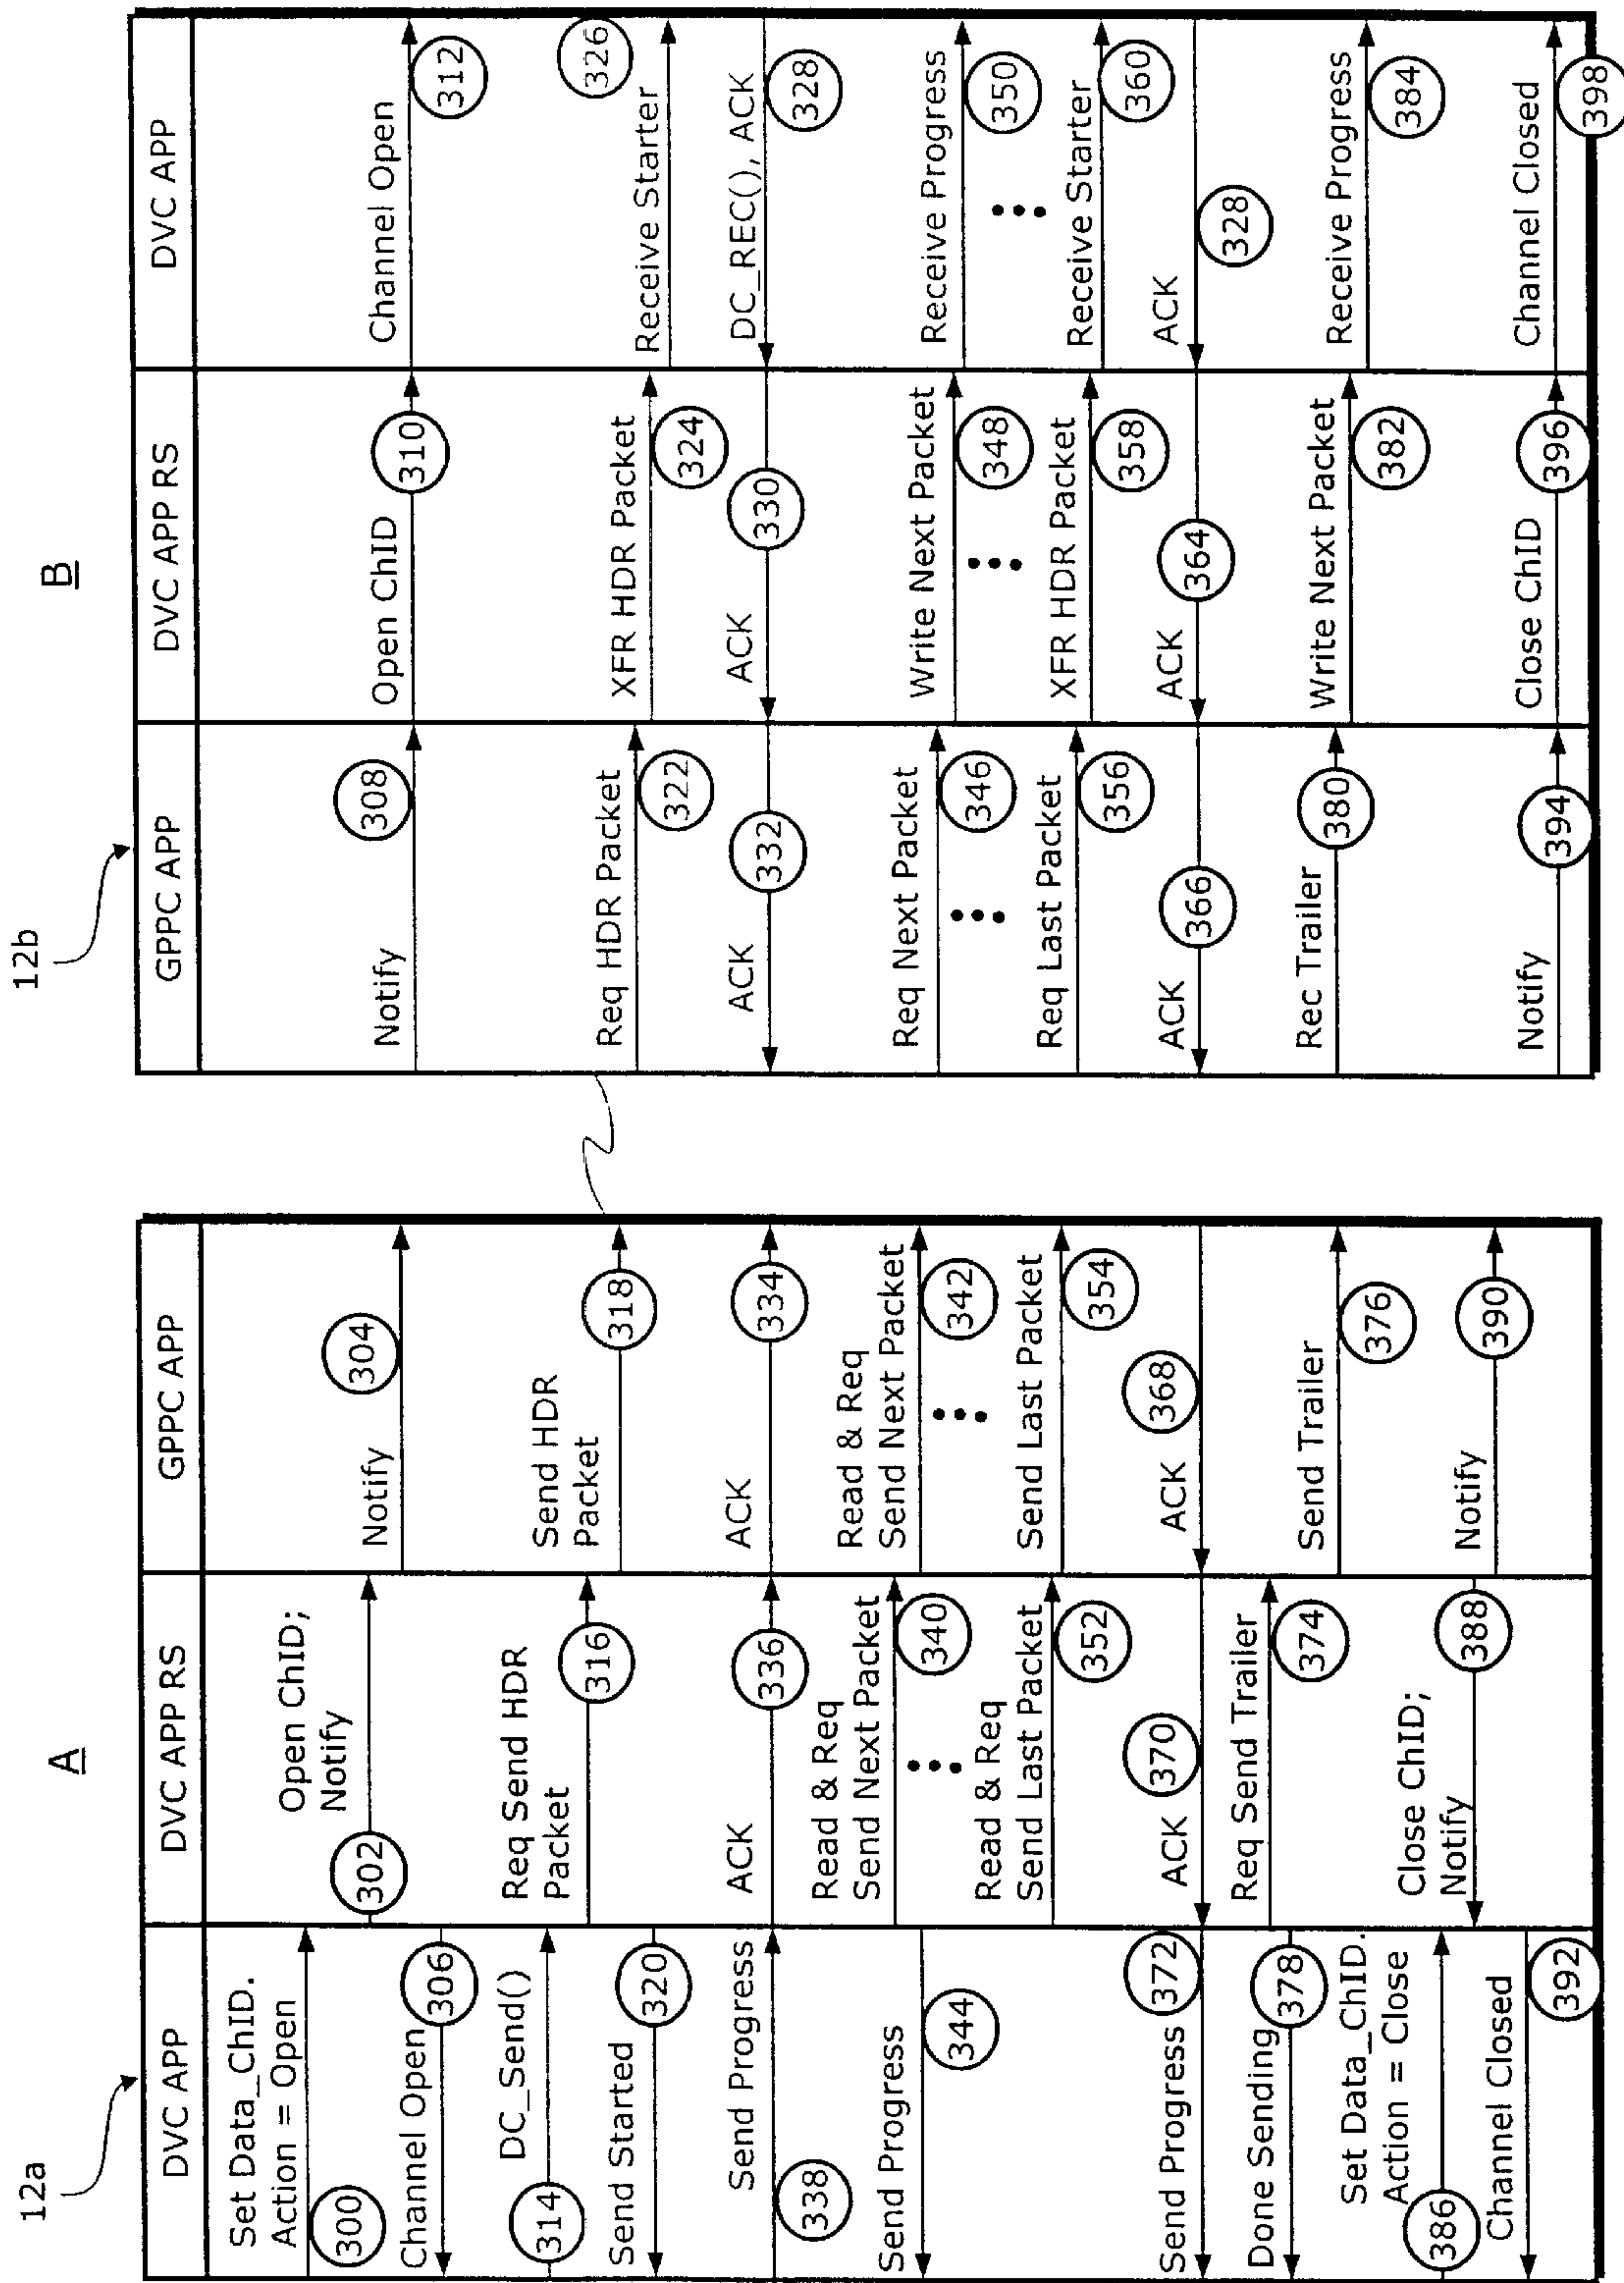 12a
A
DVC APP
DVC APP RS
GPPC APP
Set Data_ChID.
Action = Open
300
Open ChID;
Notify
302
Notify
304
Channel Open
306
DC_Send()
314
Req Send HDR
Packet
316
Send HDR
Packet
318
Send Started
320
Send Progress
338
ACK
336
ACK
334
Read & Req
Send Next Packet
340
Read & Req
Send Next Packet
342
Send Progress
344
Read & Req
Send Last Packet
352
Send Last Packet
354
Send Progress
372
ACK
370
ACK
368
Req Send Trailer
374
Send Trailer
376
Done Sending
378
Set Data_ChID.
Action = Close
386
Close ChID;
Notify
388
Notify
390
Channel Closed
392
12b
B
GPPC APP
DVC APP RS
DVC APP
Notify
308
Open ChID
310
Channel Open
312
Req HDR Packet
322
XFR HDR Packet
324
Receive Starter
326
ACK
332
ACK
330
DC_REC(), ACK
328
Req Next Packet
346
Write Next Packet
348
Receive Progress
350
Req Last Packet
356
XFR HDR Packet
358
Receive Starter
360
ACK
366
ACK
364
ACK
328
Rec Trailer
380
Write Next Packet
382
Receive Progress
384
Notify
394
Close ChID
396
Channel Closed
398